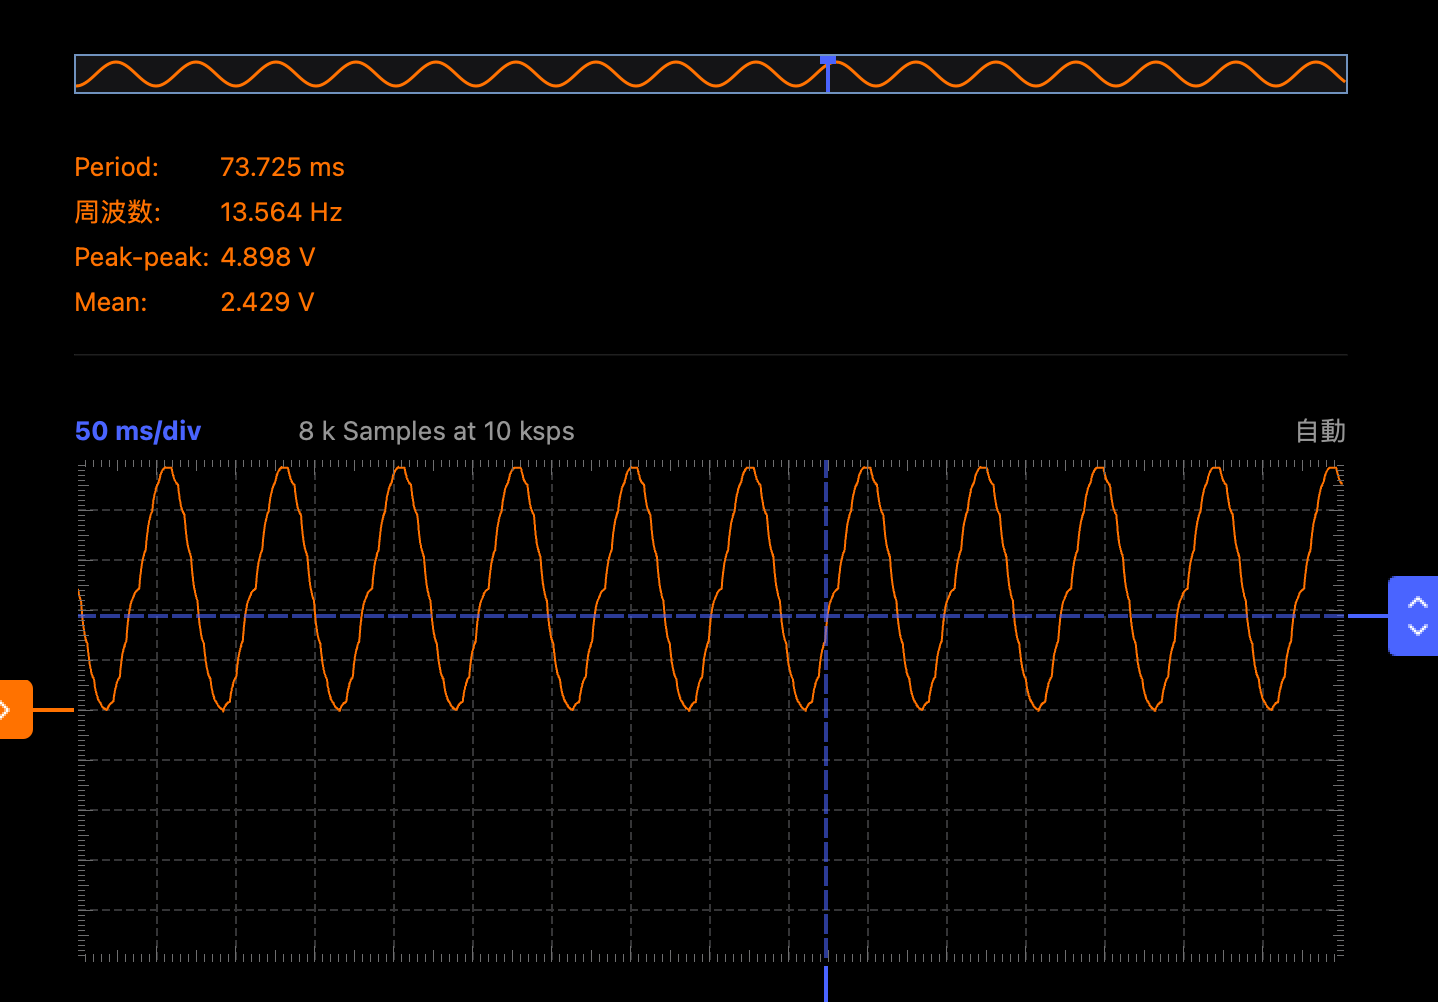 Period: 73.725 ms
周波数: 13.564 Hz
Peak-peak: 4.898 V
Mean: 2.429 V
50 ms/div 8 k Samples at 10 ksps 自動